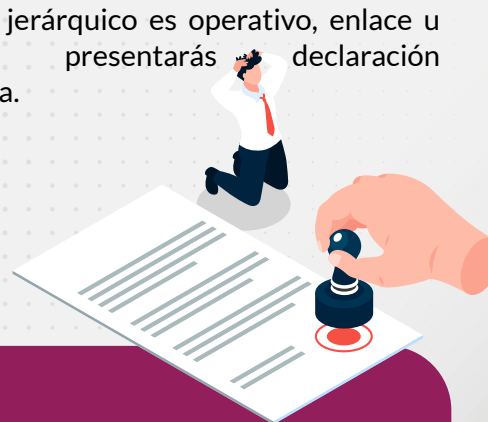 jerárquico es operativo, enlace u
presentarás declaración
a.